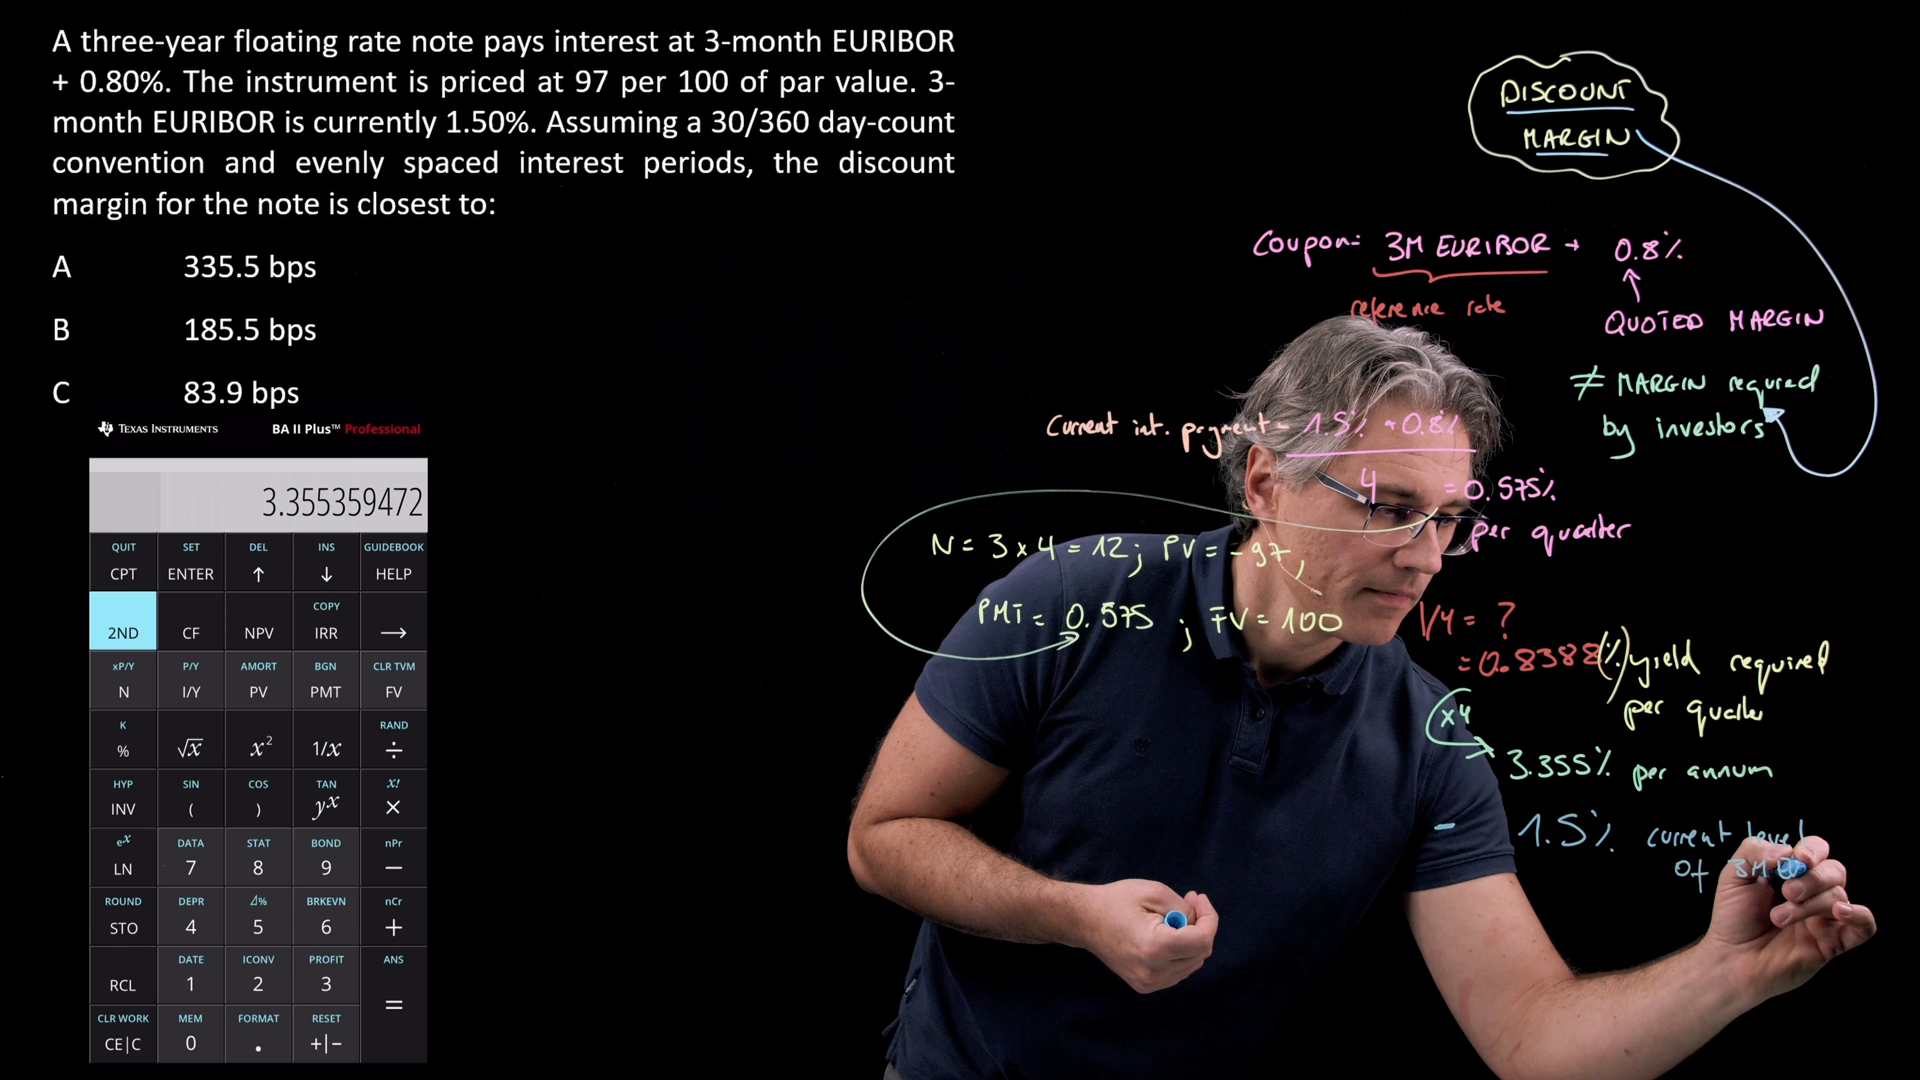 A three-year floating rate note pays interest at 3-month EURIBOR
+ 0.80%. The instrument is priced at 97 per 100 of par value. 3-
month EURIBOR is currently 1.50%. Assuming a 30/360 day-count
convention and evenly spaced interest periods, the discount
margin for the note is closest to:
A 335.5 bps
B 185.5 bps
C 83.9 bps
TEXAS INSTRUMENTS BA II Plus™ Professional
3.355359472
QUIT SET DEL INS GUIDEBOOK
CPT ENTER ↑ ↓ HELP
COPY
2ND CF NPV IRR →
xP/Y P/Y AMORT BGN CLR TVM
N I/Y PV PMT FV
K RAND
% √x x² 1/x ÷
HYP SIN COS TAN x!
INV ( ) yˣ ×
eˣ DATA STAT BOND nPr
LN 7 8 9 −
ROUND DEPR Δ% BRKEVN nCr
STO 4 5 6 +
DATE ICONV PROFIT ANS
RCL 1 2 3 =
CLR WORK MEM FORMAT RESET
CE|C 0 . +|−
DISCOUNT
MARGIN
Coupon = 3M EURIBOR + 0.8%
reference rate
QUOTED MARGIN
≠ MARGIN required
by investors
Current int. payment = 1.5% + 0.8%
4 = 0.575%
per quarter
N = 3 x 4 = 12; PV = -97,
PMT = 0.575 ; FV = 100
I/Y = ?
= 0.8388(%) yield required
per quarter
x4
3.355% per annum
- 1.5% current level
of 3M